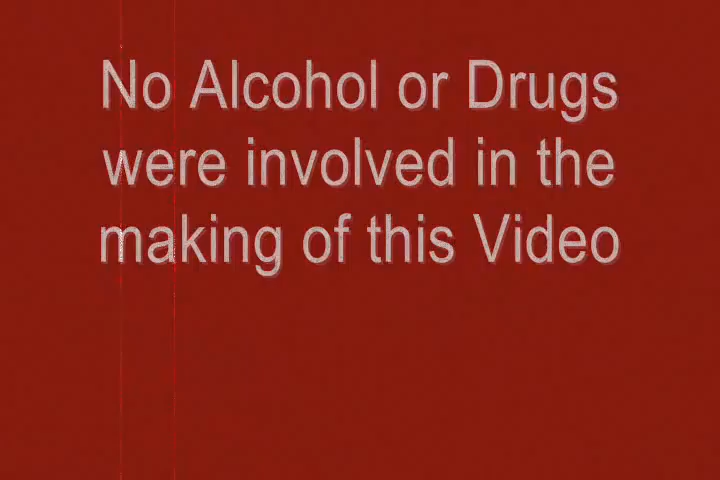 No Alcohol or Drugs
were involved in the
making of this Video